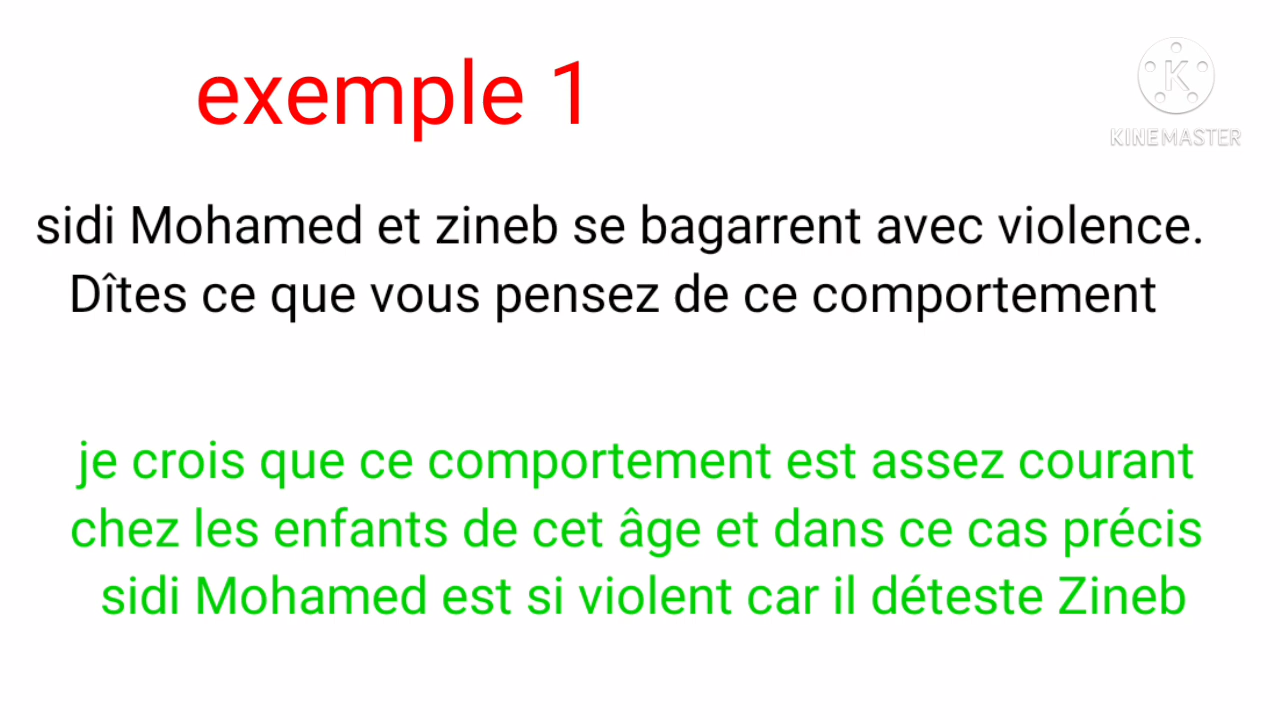 exemple 1
K
KINEMASTER
sidi Mohamed et zineb se bagarrent avec violence.
Dîtes ce que vous pensez de ce comportement
je crois que ce comportement est assez courant
chez les enfants de cet âge et dans ce cas précis
sidi Mohamed est si violent car il déteste Zineb